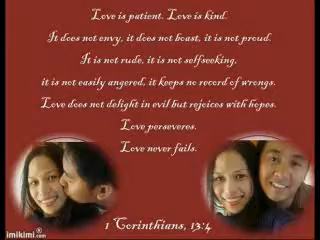 Love is patient. Love is kind.
It does not envy, it does not boast, it is not proud.
It is not rude, it is not selfseeking,
it is not easily angered, it keeps no record of wrongs.
Love does not delight in evil but rejoices with hopes.
Love perseveres.
Love never fails.
1 Corinthians, 13:4
imikimi.com